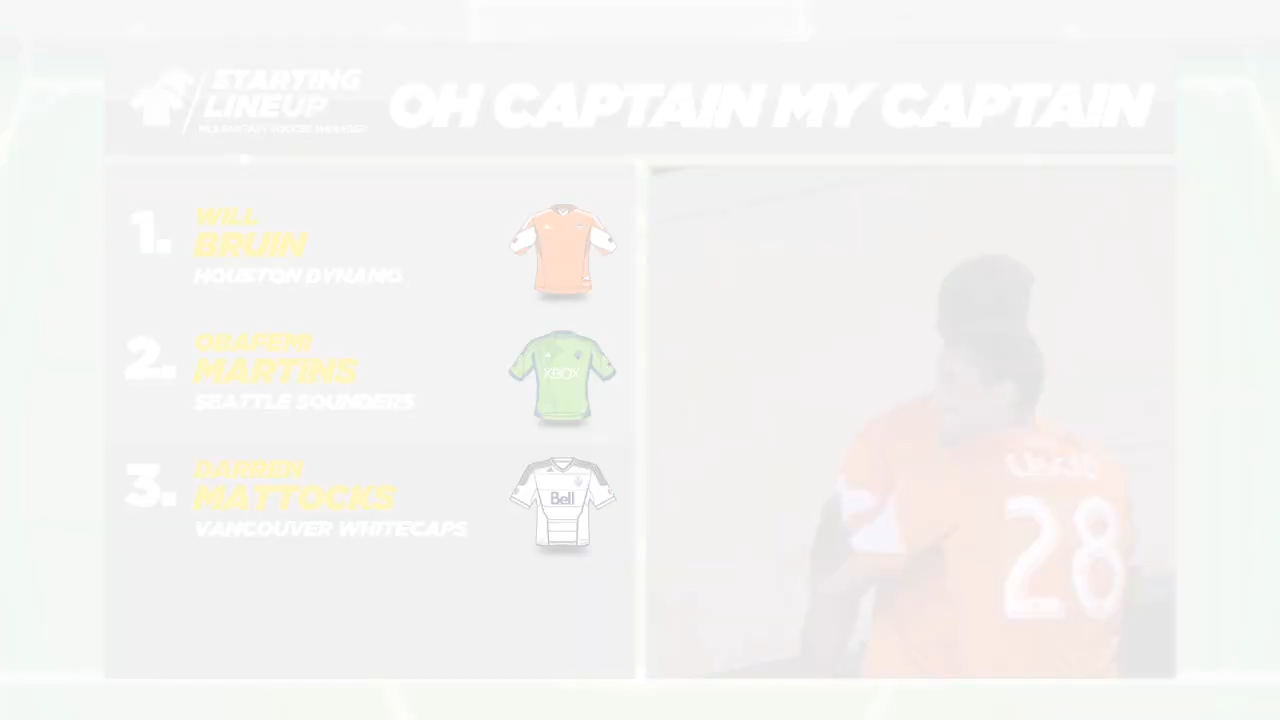 STARTING
LINEUP
OH CAPTAIN MY CAPTAIN
1. WILL
BRUIN
HOUSTON DYNAMO
2. OBAFEMI
MARTINS
SEATTLE SOUNDERS
XBOX
3. DARREN
MATTOCKS
VANCOUVER WHITECAPS
Bell
28